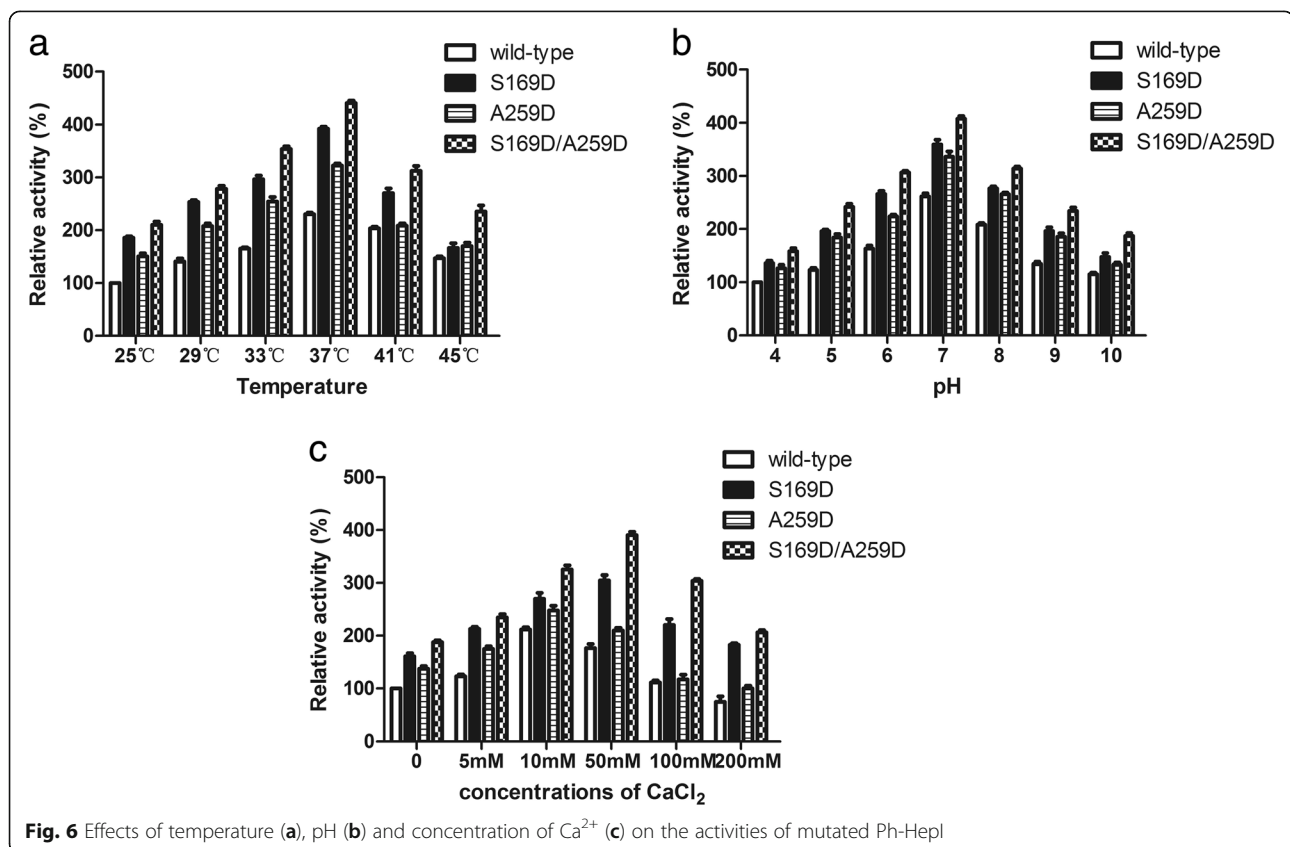 a
wild-type
S169D
A259D
S169D/A259D
Relative activity (%)
500
400
300
200
100
0
25℃ 29℃ 33℃ 37℃ 41℃ 45℃
Temperature
b
wild-type
S169D
A259D
S169D/A259D
Relative activity (%)
500
400
300
200
100
0
4 5 6 7 8 9 10
pH
c
wild-type
S169D
A259D
S169D/A259D
Relative activity (%)
500
400
300
200
100
0
0 5mM 10mM 50mM 100mM 200mM
concentrations of CaCl₂
Fig. 6 Effects of temperature (a), pH (b) and concentration of Ca²⁺ (c) on the activities of mutated Ph-HepI